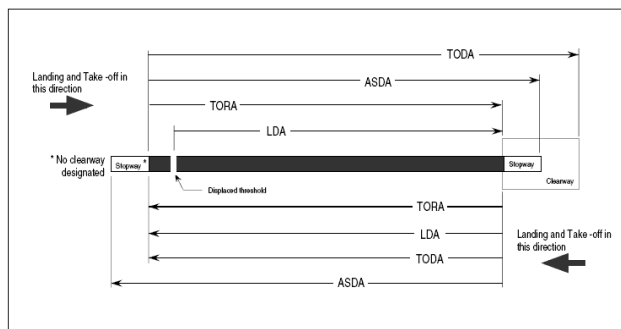 TODA
Landing and Take -off in
this direction
ASDA
TORA
LDA
* No clearway
designated
Stopway *
Stopway
Clearway
Displaced threshold
TORA
LDA
Landing and Take -off in
this direction
TODA
ASDA